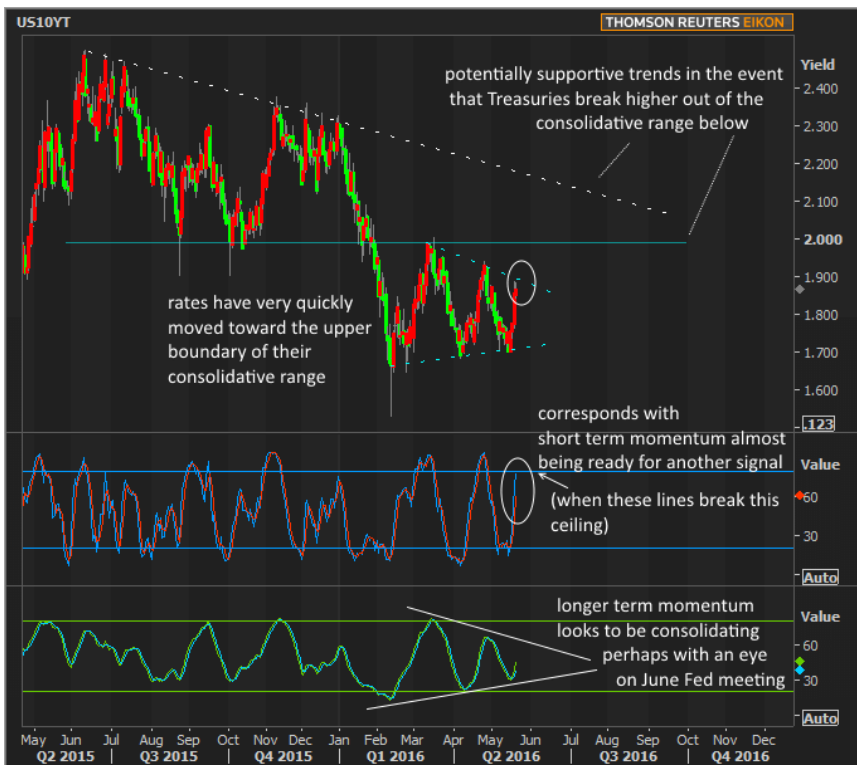 US10YT
THOMSON REUTERS EIKON
Yield
potentially supportive trends in the event
that Treasuries break higher out of the
consolidative range below
2.400
2.300
2.200
2.100
2.000
1.900
1.800
1.700
1.600
.123
rates have very quickly
moved toward the upper
boundary of their
consolidative range
corresponds with
short term momentum almost
being ready for another signal
(when these lines break this
ceiling)
Value
60
30
Auto
longer term momentum
looks to be consolidating
perhaps with an eye
on June Fed meeting
Value
60
30
Auto
May Jun Jul Aug Sep Oct Nov Dec Jan Feb Mar Apr May Jun Jul Aug Sep Oct Nov Dec
Q2 2015 Q3 2015 Q4 2015 Q1 2016 Q2 2016 Q3 2016 Q4 2016